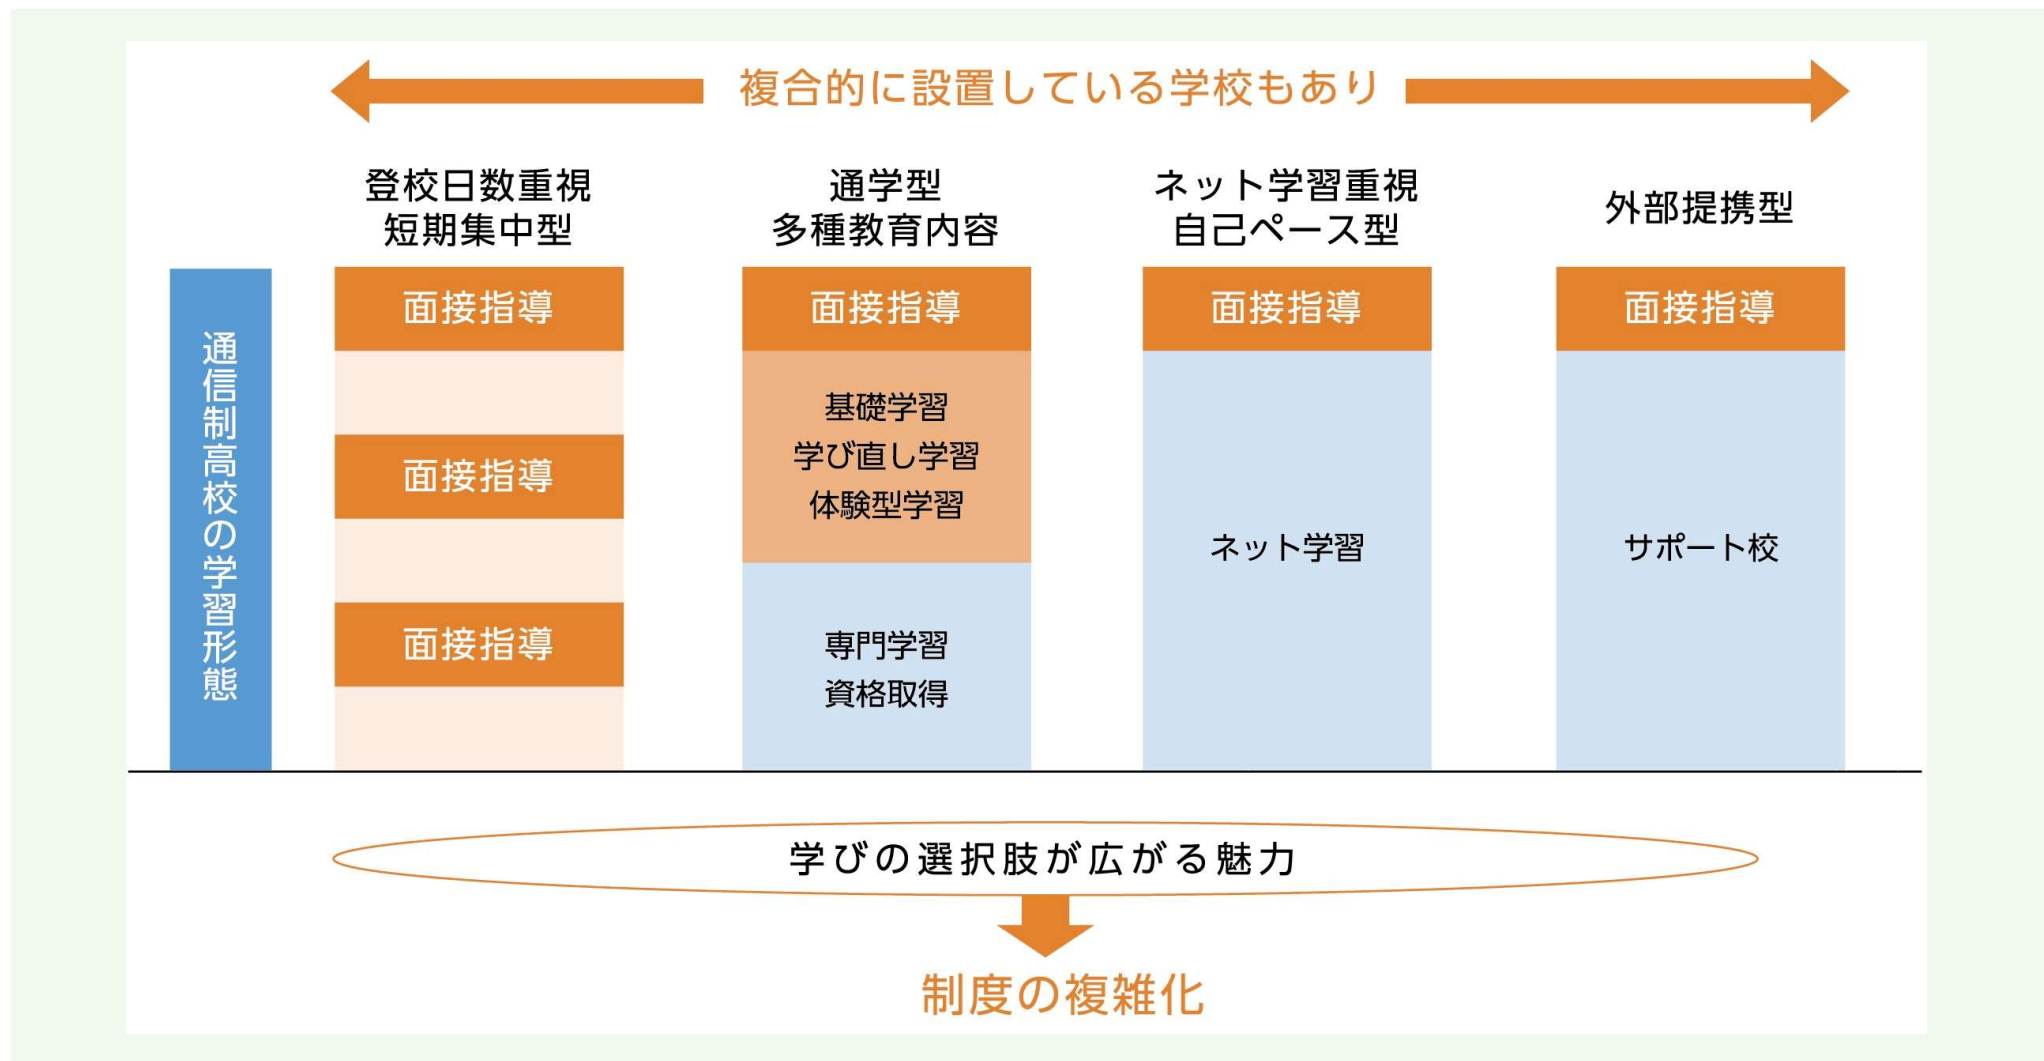 複合的に設置している学校もあり
登校日数重視
短期集中型
通学型
多種教育内容
ネット学習重視
自己ペース型
外部提携型
通信制高校の学習形態
面接指導
面接指導
面接指導
面接指導
基礎学習
学び直し学習
体験型学習
専門学習
資格取得
面接指導
ネット学習
面接指導
サポート校
学びの選択肢が広がる魅力
制度の複雑化